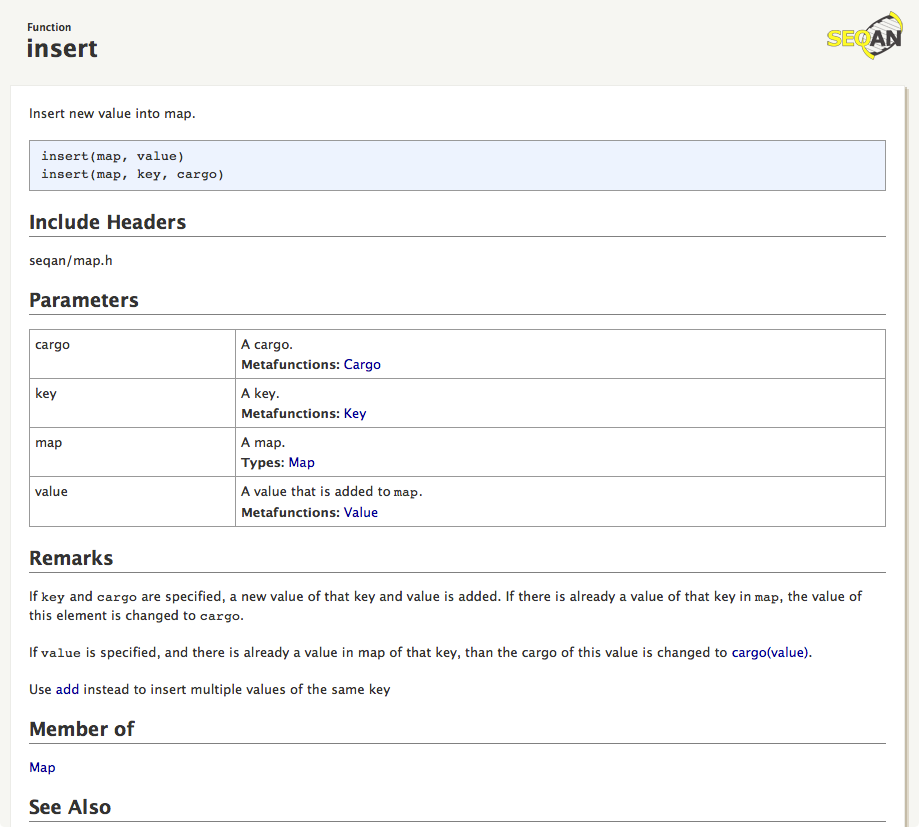 Function
insert
SEQAN
Insert new value into map.
insert(map, value)
insert(map, key, cargo)
Include Headers
seqan/map.h
Parameters
cargo
A cargo.
Metafunctions: Cargo
key
A key.
Metafunctions: Key
map
A map.
Types: Map
value
A value that is added to map.
Metafunctions: Value
Remarks
If key and cargo are specified, a new value of that key and value is added. If there is already a value of that key in map, the value of
this element is changed to cargo.
If value is specified, and there is already a value in map of that key, than the cargo of this value is changed to cargo(value).
Use add instead to insert multiple values of the same key
Member of
Map
See Also